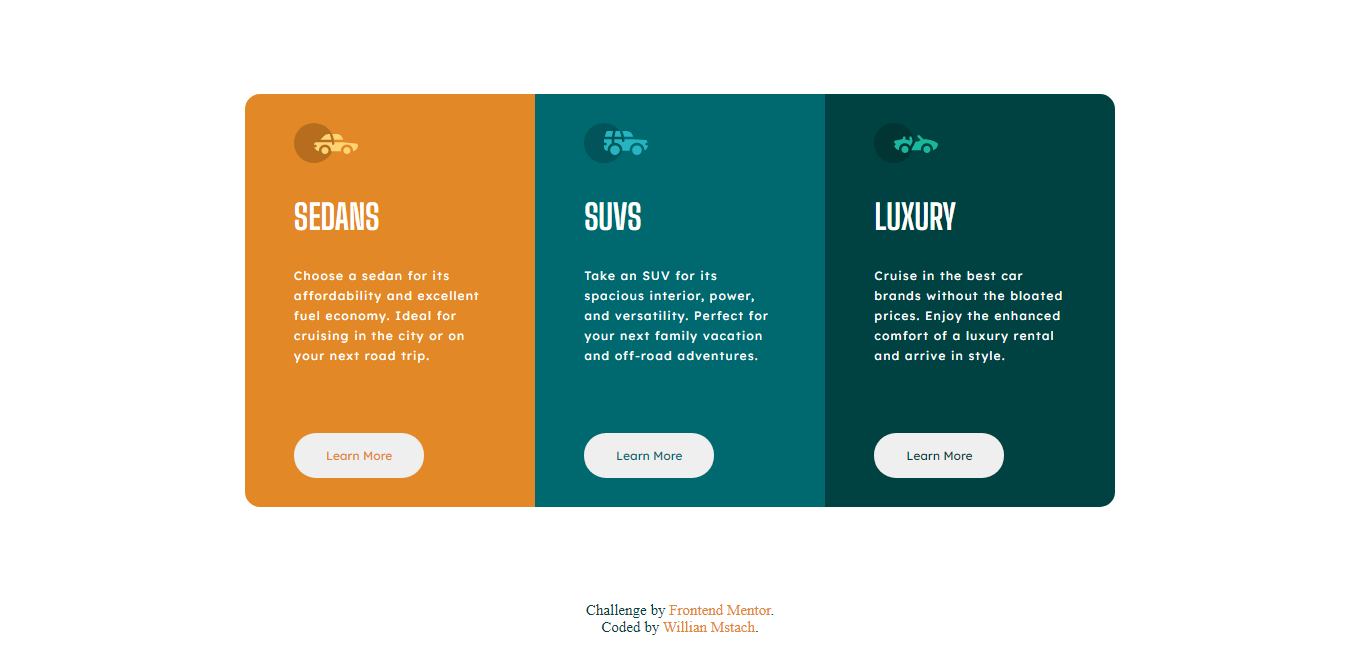 SEDANS
Choose a sedan for its
affordability and excellent
fuel economy. Ideal for
cruising in the city or on
your next road trip.
Learn More
SUVS
Take an SUV for its
spacious interior, power,
and versatility. Perfect for
your next family vacation
and off-road adventures.
Learn More
LUXURY
Cruise in the best car
brands without the bloated
prices. Enjoy the enhanced
comfort of a luxury rental
and arrive in style.
Learn More
Challenge by Frontend Mentor.
Coded by Willian Mstach.